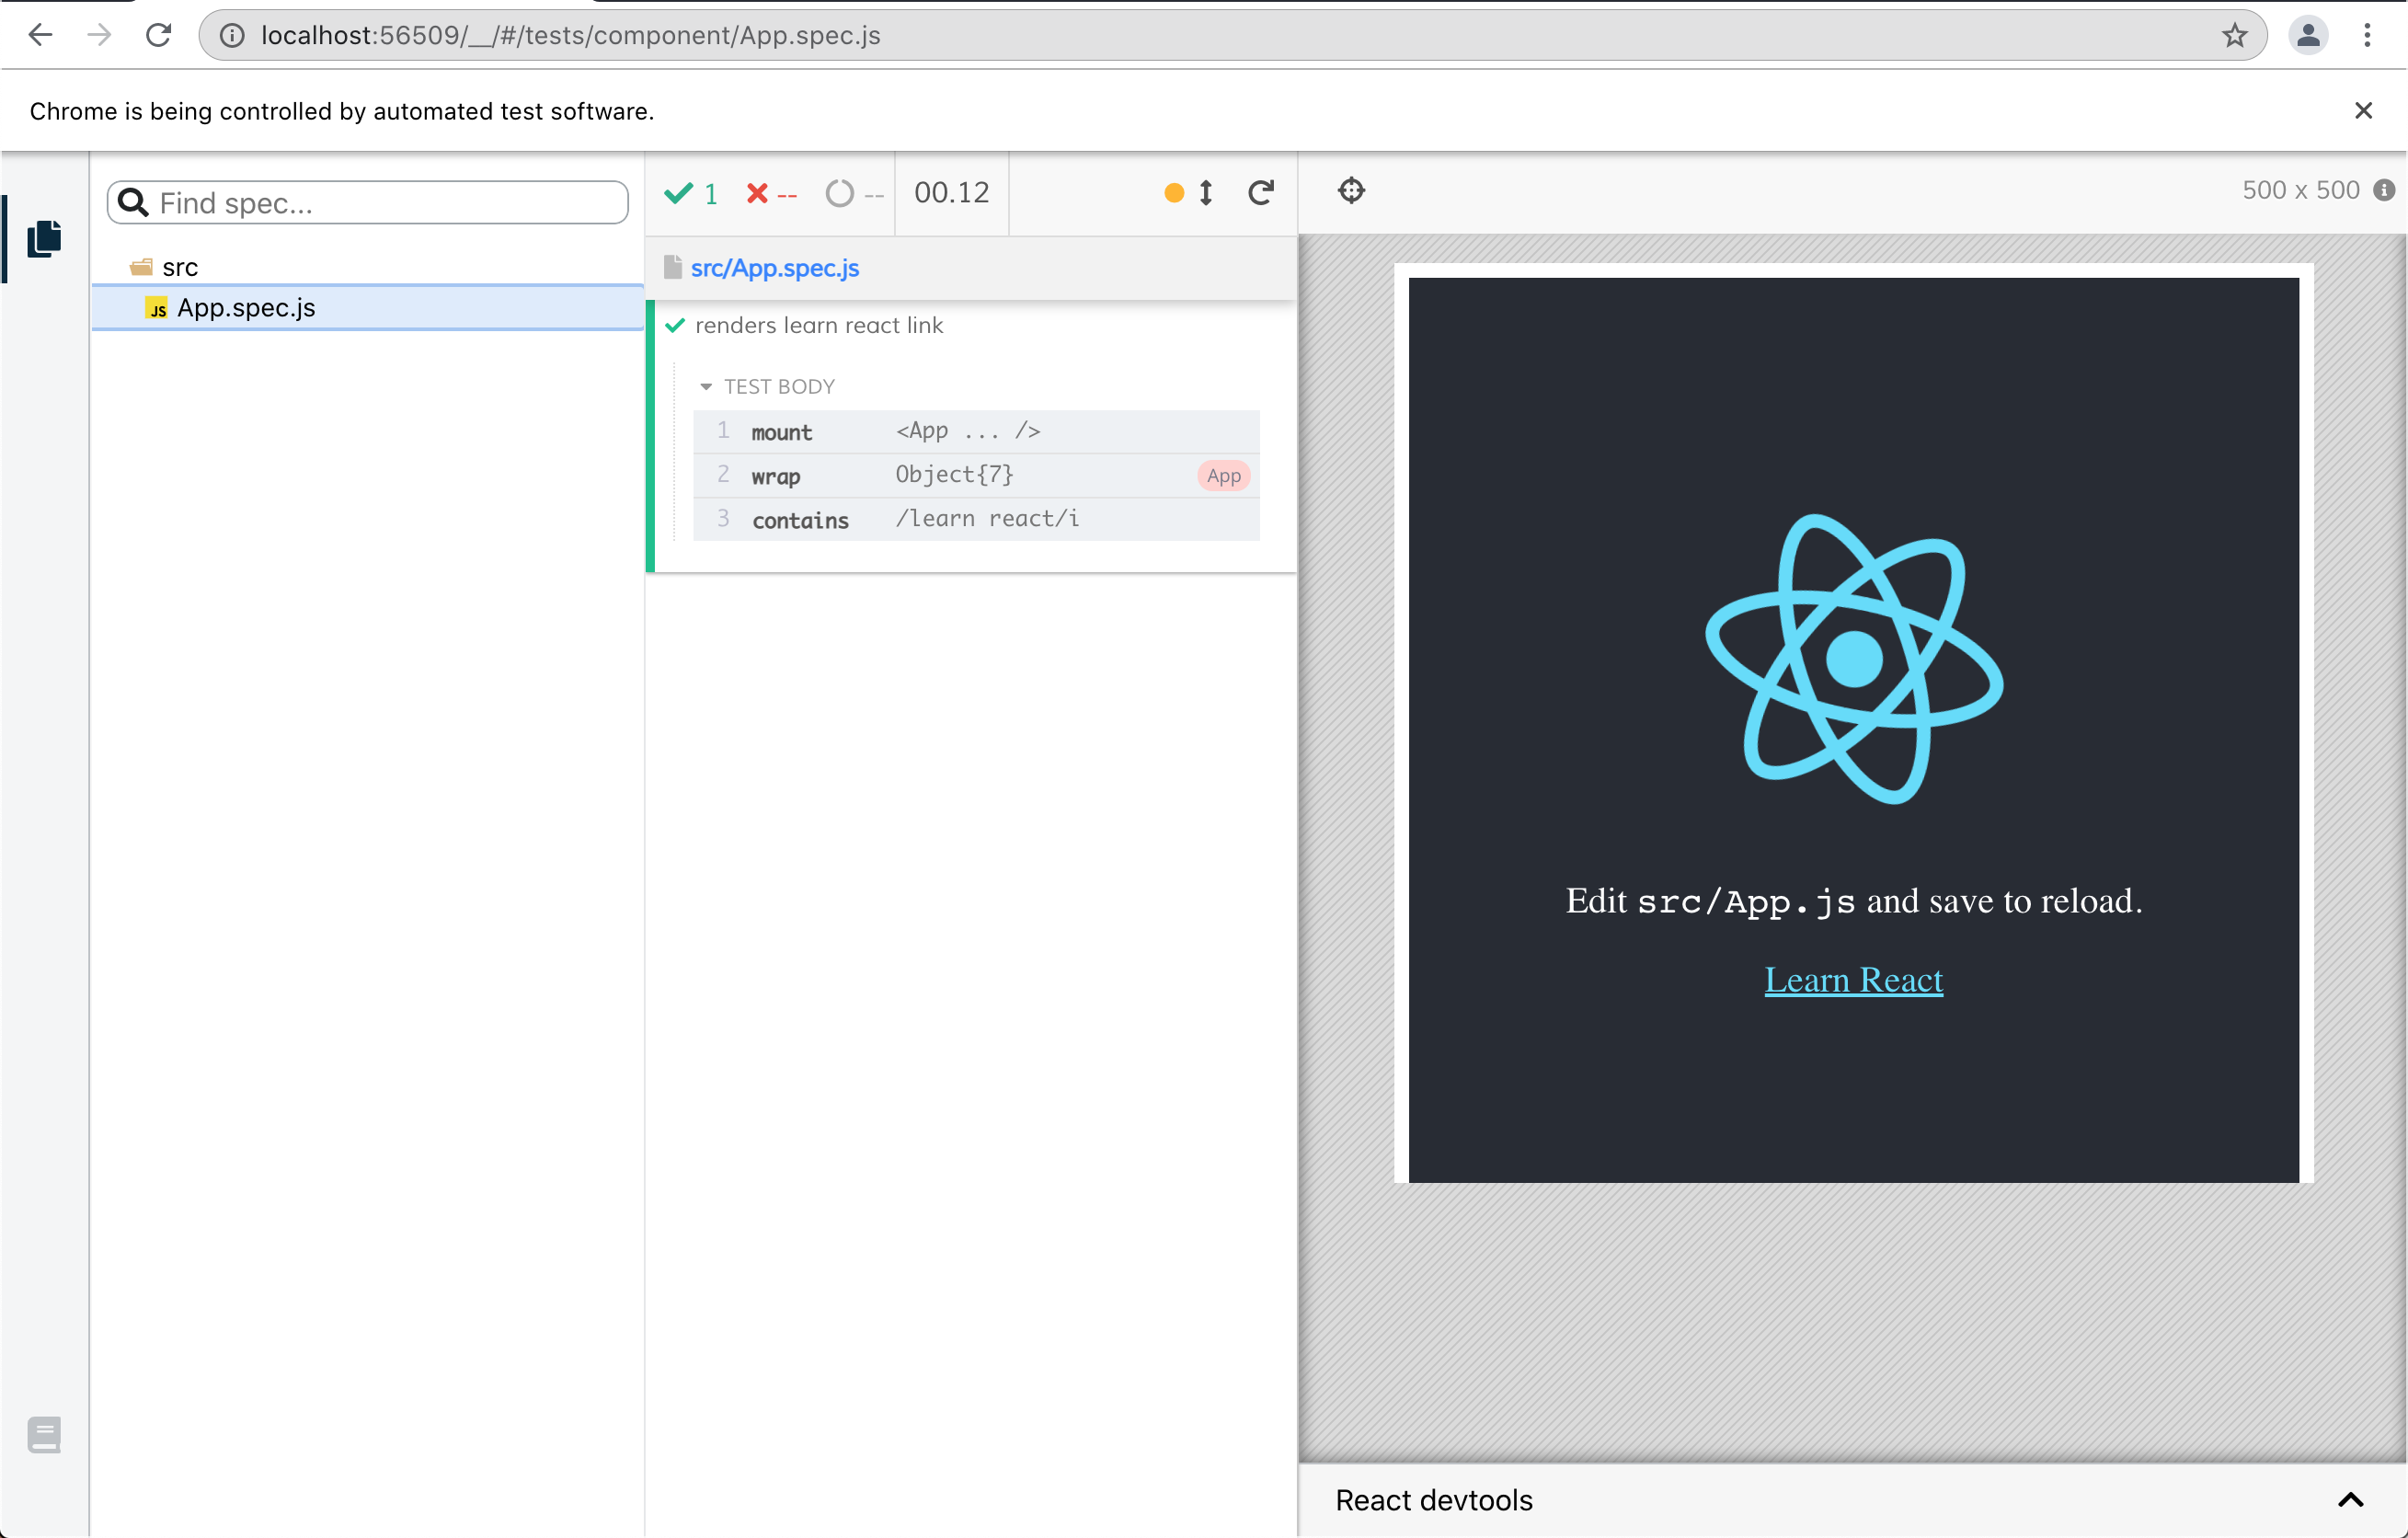 localhost:56509/__/#/tests/component/App.spec.js
Chrome is being controlled by automated test software.
Find spec...
src
JS App.spec.js
1 -- -- 00.12
src/App.spec.js
renders learn react link
TEST BODY
1 mount <App ... />
2 wrap Object{7} App
3 contains /learn react/i
500 x 500
Edit src/App.js and save to reload.
Learn React
React devtools